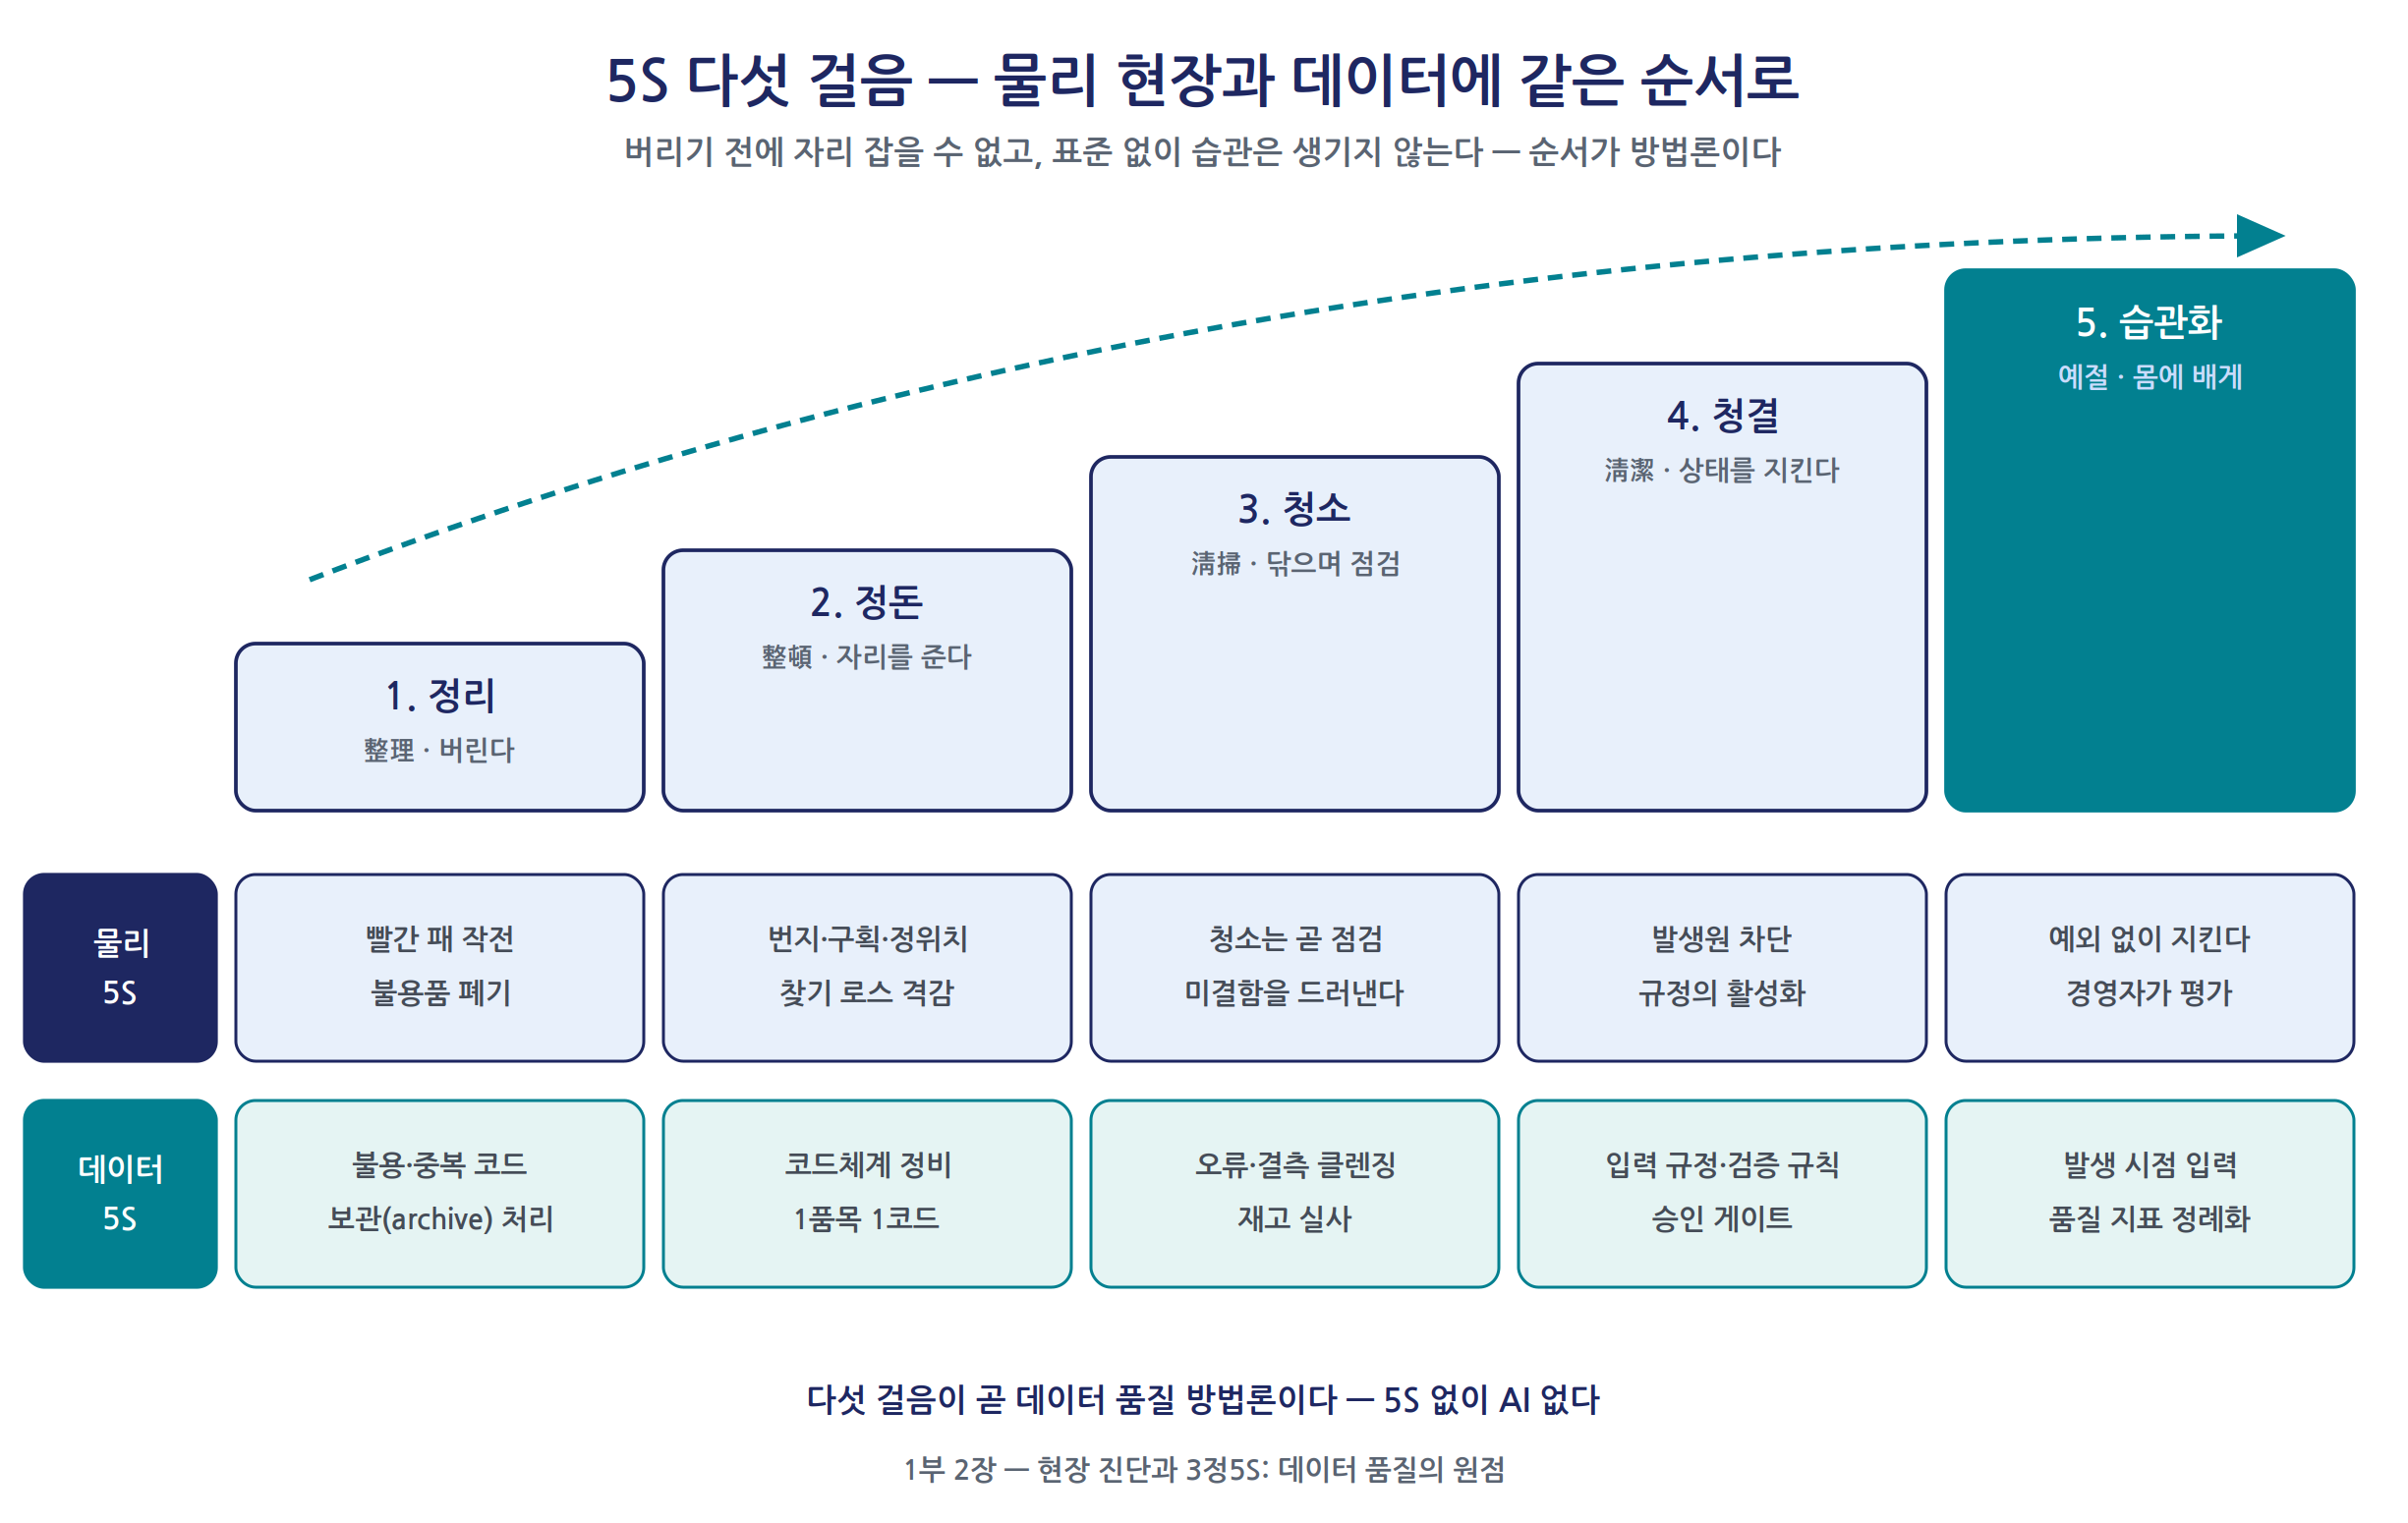 5S 다섯 걸음 — 물리 현장과 데이터에 같은 순서로
버리기 전에 자리 잡을 수 없고, 표준 없이 습관은 생기지 않는다 — 순서가 방법론이다
1. 정리
整理 · 버린다
2. 정돈
整頓 · 자리를 준다
3. 청소
淸掃 · 닦으며 점검
4. 청결
淸潔 · 상태를 지킨다
5. 습관화
예절 · 몸에 배게
물리
5S
빨간 패 작전
불용품 폐기
번지·구획·정위치
찾기 로스 격감
청소는 곧 점검
미결함을 드러낸다
발생원 차단
규정의 활성화
예외 없이 지킨다
경영자가 평가
데이터
5S
불용·중복 코드
보관(archive) 처리
코드체계 정비
1품목 1코드
오류·결측 클렌징
재고 실사
입력 규정·검증 규칙
승인 게이트
발생 시점 입력
품질 지표 정례화
다섯 걸음이 곧 데이터 품질 방법론이다 — 5S 없이 AI 없다
1부 2장 — 현장 진단과 3정5S: 데이터 품질의 원점